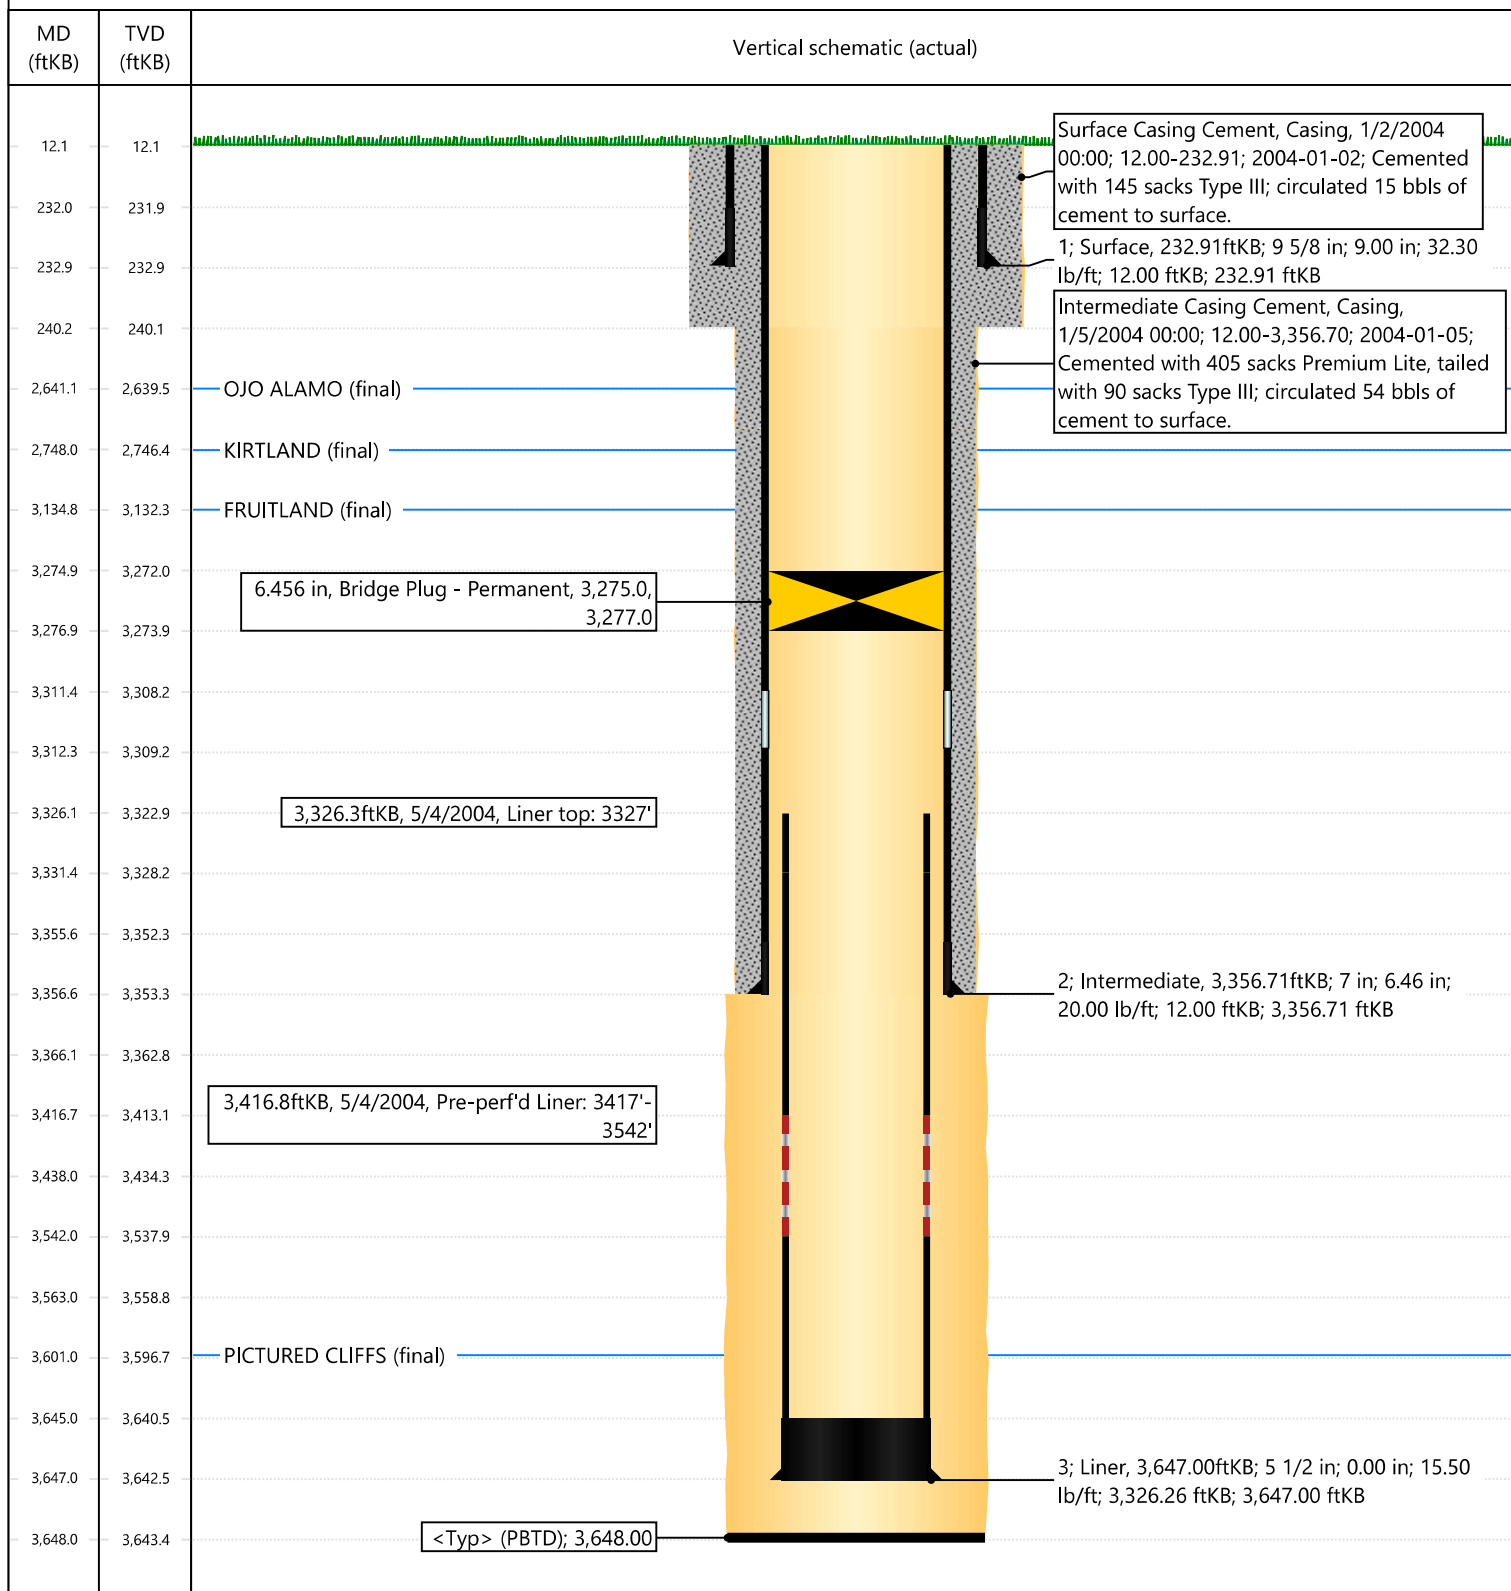 MD
(ftKB)
TVD
(ftKB)
Vertical schematic (actual)
12.1 12.1
232.0 231.9
232.9 232.9
240.2 240.1
2,641.1 2,639.5
2,748.0 2,746.4
3,134.8 3,132.3
3,274.9 3,272.0
3,276.9 3,273.9
3,311.4 3,308.2
3,312.3 3,309.2
3,326.1 3,322.9
3,331.4 3,328.2
3,355.6 3,352.3
3,356.6 3,353.3
3,366.1 3,362.8
3,416.7 3,413.1
3,438.0 3,434.3
3,542.0 3,537.9
3,563.0 3,558.8
3,601.0 3,596.7
3,645.0 3,640.5
3,647.0 3,642.5
3,648.0 3,643.4
OJO ALAMO (final)
KIRTLAND (final)
FRUITLAND (final)
6.456 in, Bridge Plug - Permanent, 3,275.0,
3,277.0
3,326.3ftKB, 5/4/2004, Liner top: 3327'
3,416.8ftKB, 5/4/2004, Pre-perf'd Liner: 3417'-
3542'
PICTURED CLIFFS (final)
<Typ> (PBTD); 3,648.00
Surface Casing Cement, Casing, 1/2/2004
00:00; 12.00-232.91; 2004-01-02; Cemented
with 145 sacks Type III; circulated 15 bbls of
cement to surface.
1; Surface, 232.91ftKB; 9 5/8 in; 9.00 in; 32.30
lb/ft; 12.00 ftKB; 232.91 ftKB
Intermediate Casing Cement, Casing,
1/5/2004 00:00; 12.00-3,356.70; 2004-01-05;
Cemented with 405 sacks Premium Lite, tailed
with 90 sacks Type III; circulated 54 bbls of
cement to surface.
2; Intermediate, 3,356.71ftKB; 7 in; 6.46 in;
20.00 lb/ft; 12.00 ftKB; 3,356.71 ftKB
3; Liner, 3,647.00ftKB; 5 1/2 in; 0.00 in; 15.50
lb/ft; 3,326.26 ftKB; 3,647.00 ftKB